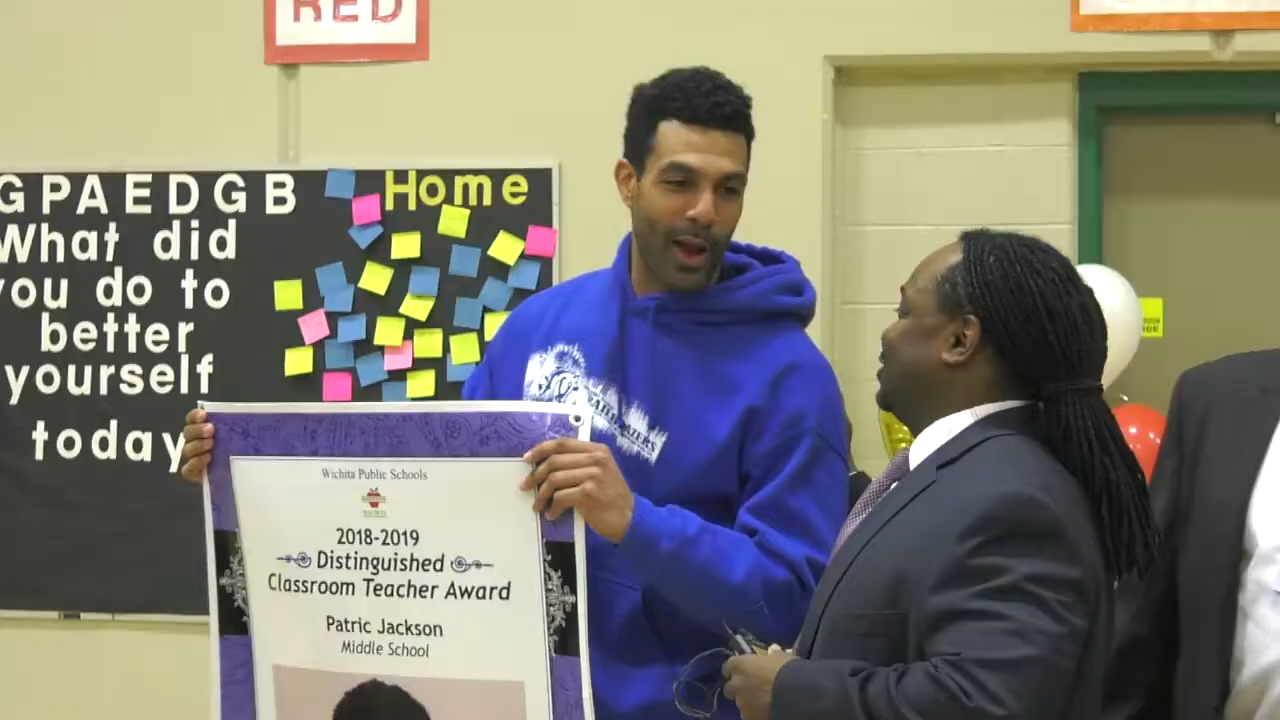 RED
GPAEDGB
Home
What did
you do to
better
yourself
today
Wichita Public Schools
2018-2019
Distinguished
Classroom Teacher Award
Patric Jackson
Middle School